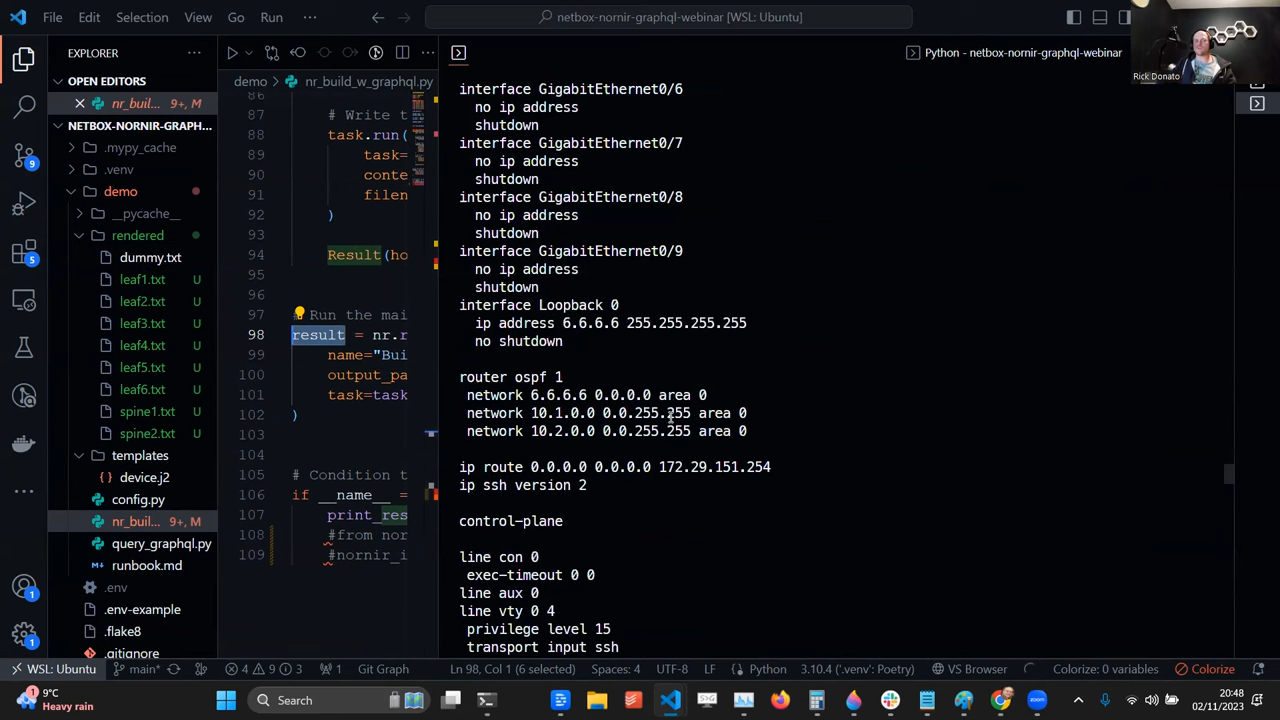 File Edit Selection View Go Run ··· netbox-nornir-graphql-webinar [WSL: Ubuntu]
Rick Donato
EXPLORER ···
OPEN EDITORS
nr_buil... 9+, M
NETBOX-NORNIR-GRAPH...
.mypy_cache
.venv
demo
__pycache__
rendered
dummy.txt
leaf1.txt U
leaf2.txt U
leaf3.txt U
leaf4.txt U
leaf5.txt U
leaf6.txt U
spine1.txt U
spine2.txt U
templates
device.j2
config.py
nr_buil... 9+, M
query_graphql.py
runbook.md
.env
.env-example
.flake8
.gitignore
9
5
1
1
demo > nr_build_w_graphql.py
86
87 # Write t
88 task.run(
89 task=
90 conte
91 filen
92 )
93
94 Result(ho
95
96
97 # Run the mai
98 result = nr.r
99 name="Bui
100 output_pa
101 task=task
102 )
103
104
105 # Condition t
106 if __name__ =
107 print_res
108 #from nor
109 #nornir_i
Python - netbox-nornir-graphql-webinar
interface GigabitEthernet0/6
no ip address
shutdown
interface GigabitEthernet0/7
no ip address
shutdown
interface GigabitEthernet0/8
no ip address
shutdown
interface GigabitEthernet0/9
no ip address
shutdown
interface Loopback 0
ip address 6.6.6.6 255.255.255.255
no shutdown
router ospf 1
network 6.6.6.6 0.0.0.0 area 0
network 10.1.0.0 0.0.255.255 area 0
network 10.2.0.0 0.0.255.255 area 0
ip route 0.0.0.0 0.0.0.0 172.29.151.254
ip ssh version 2
control-plane
line con 0
exec-timeout 0 0
line aux 0
line vty 0 4
privilege level 15
transport input ssh
WSL: Ubuntu main* 4 9 3 1 Git Graph Ln 98, Col 1 (6 selected) Spaces: 4 UTF-8 LF Python 3.10.4 ('.venv': Poetry) VS Browser Colorize: 0 variables Colorize
1 9°C
Heavy rain
Search
20:48
02/11/2023